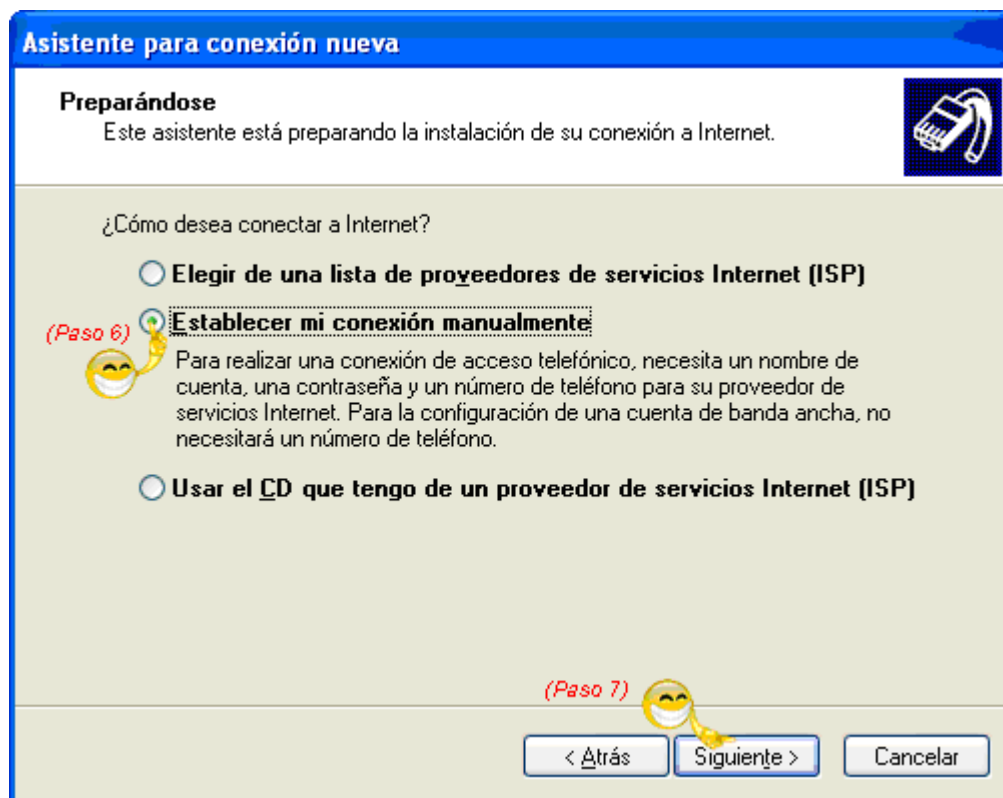 Asistente para conexión nueva
Preparándose
Este asistente está preparando la instalación de su conexión a Internet.
¿Cómo desea conectar a Internet?
Elegir de una lista de proveedores de servicios Internet (ISP)
(Paso 6) Establecer mi conexión manualmente
Para realizar una conexión de acceso telefónico, necesita un nombre de
cuenta, una contraseña y un número de teléfono para su proveedor de
servicios Internet. Para la configuración de una cuenta de banda ancha, no
necesitará un número de teléfono.
Usar el CD que tengo de un proveedor de servicios Internet (ISP)
(Paso 7)
< Atrás Siguiente > Cancelar